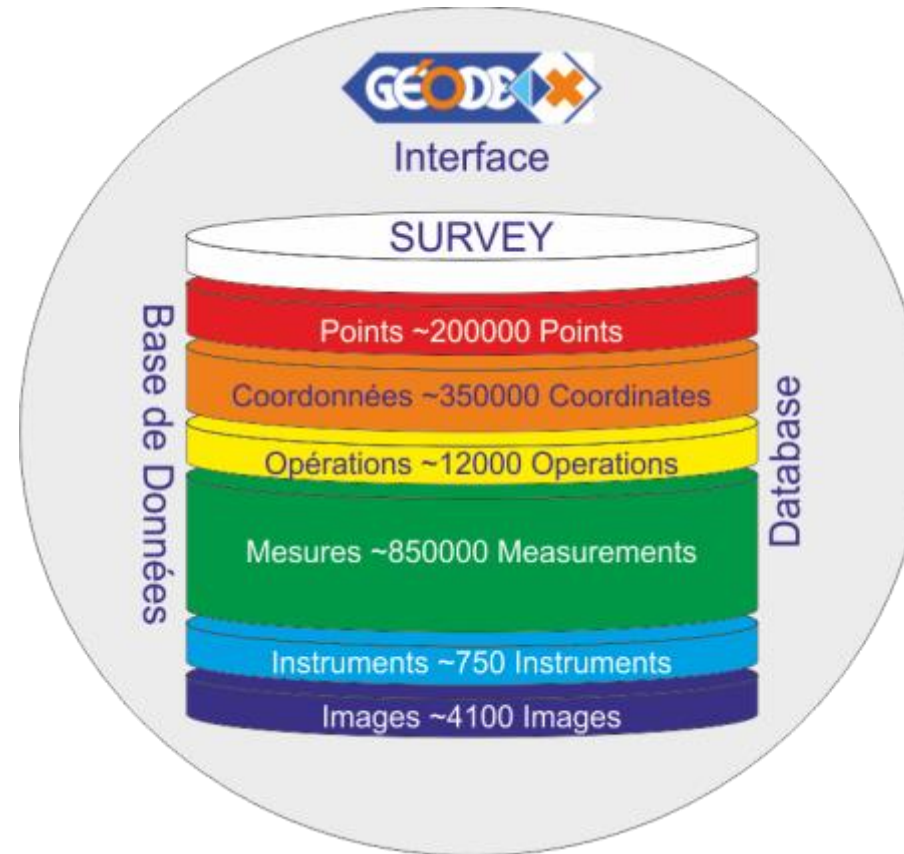 GÉODE
Interface
SURVEY
Points ~200000 Points
Coordonnées ~350000 Coordinates
Opérations ~12000 Operations
Mesures ~850000 Measurements
Instruments ~750 Instruments
Images ~4100 Images
Base de Données
Database